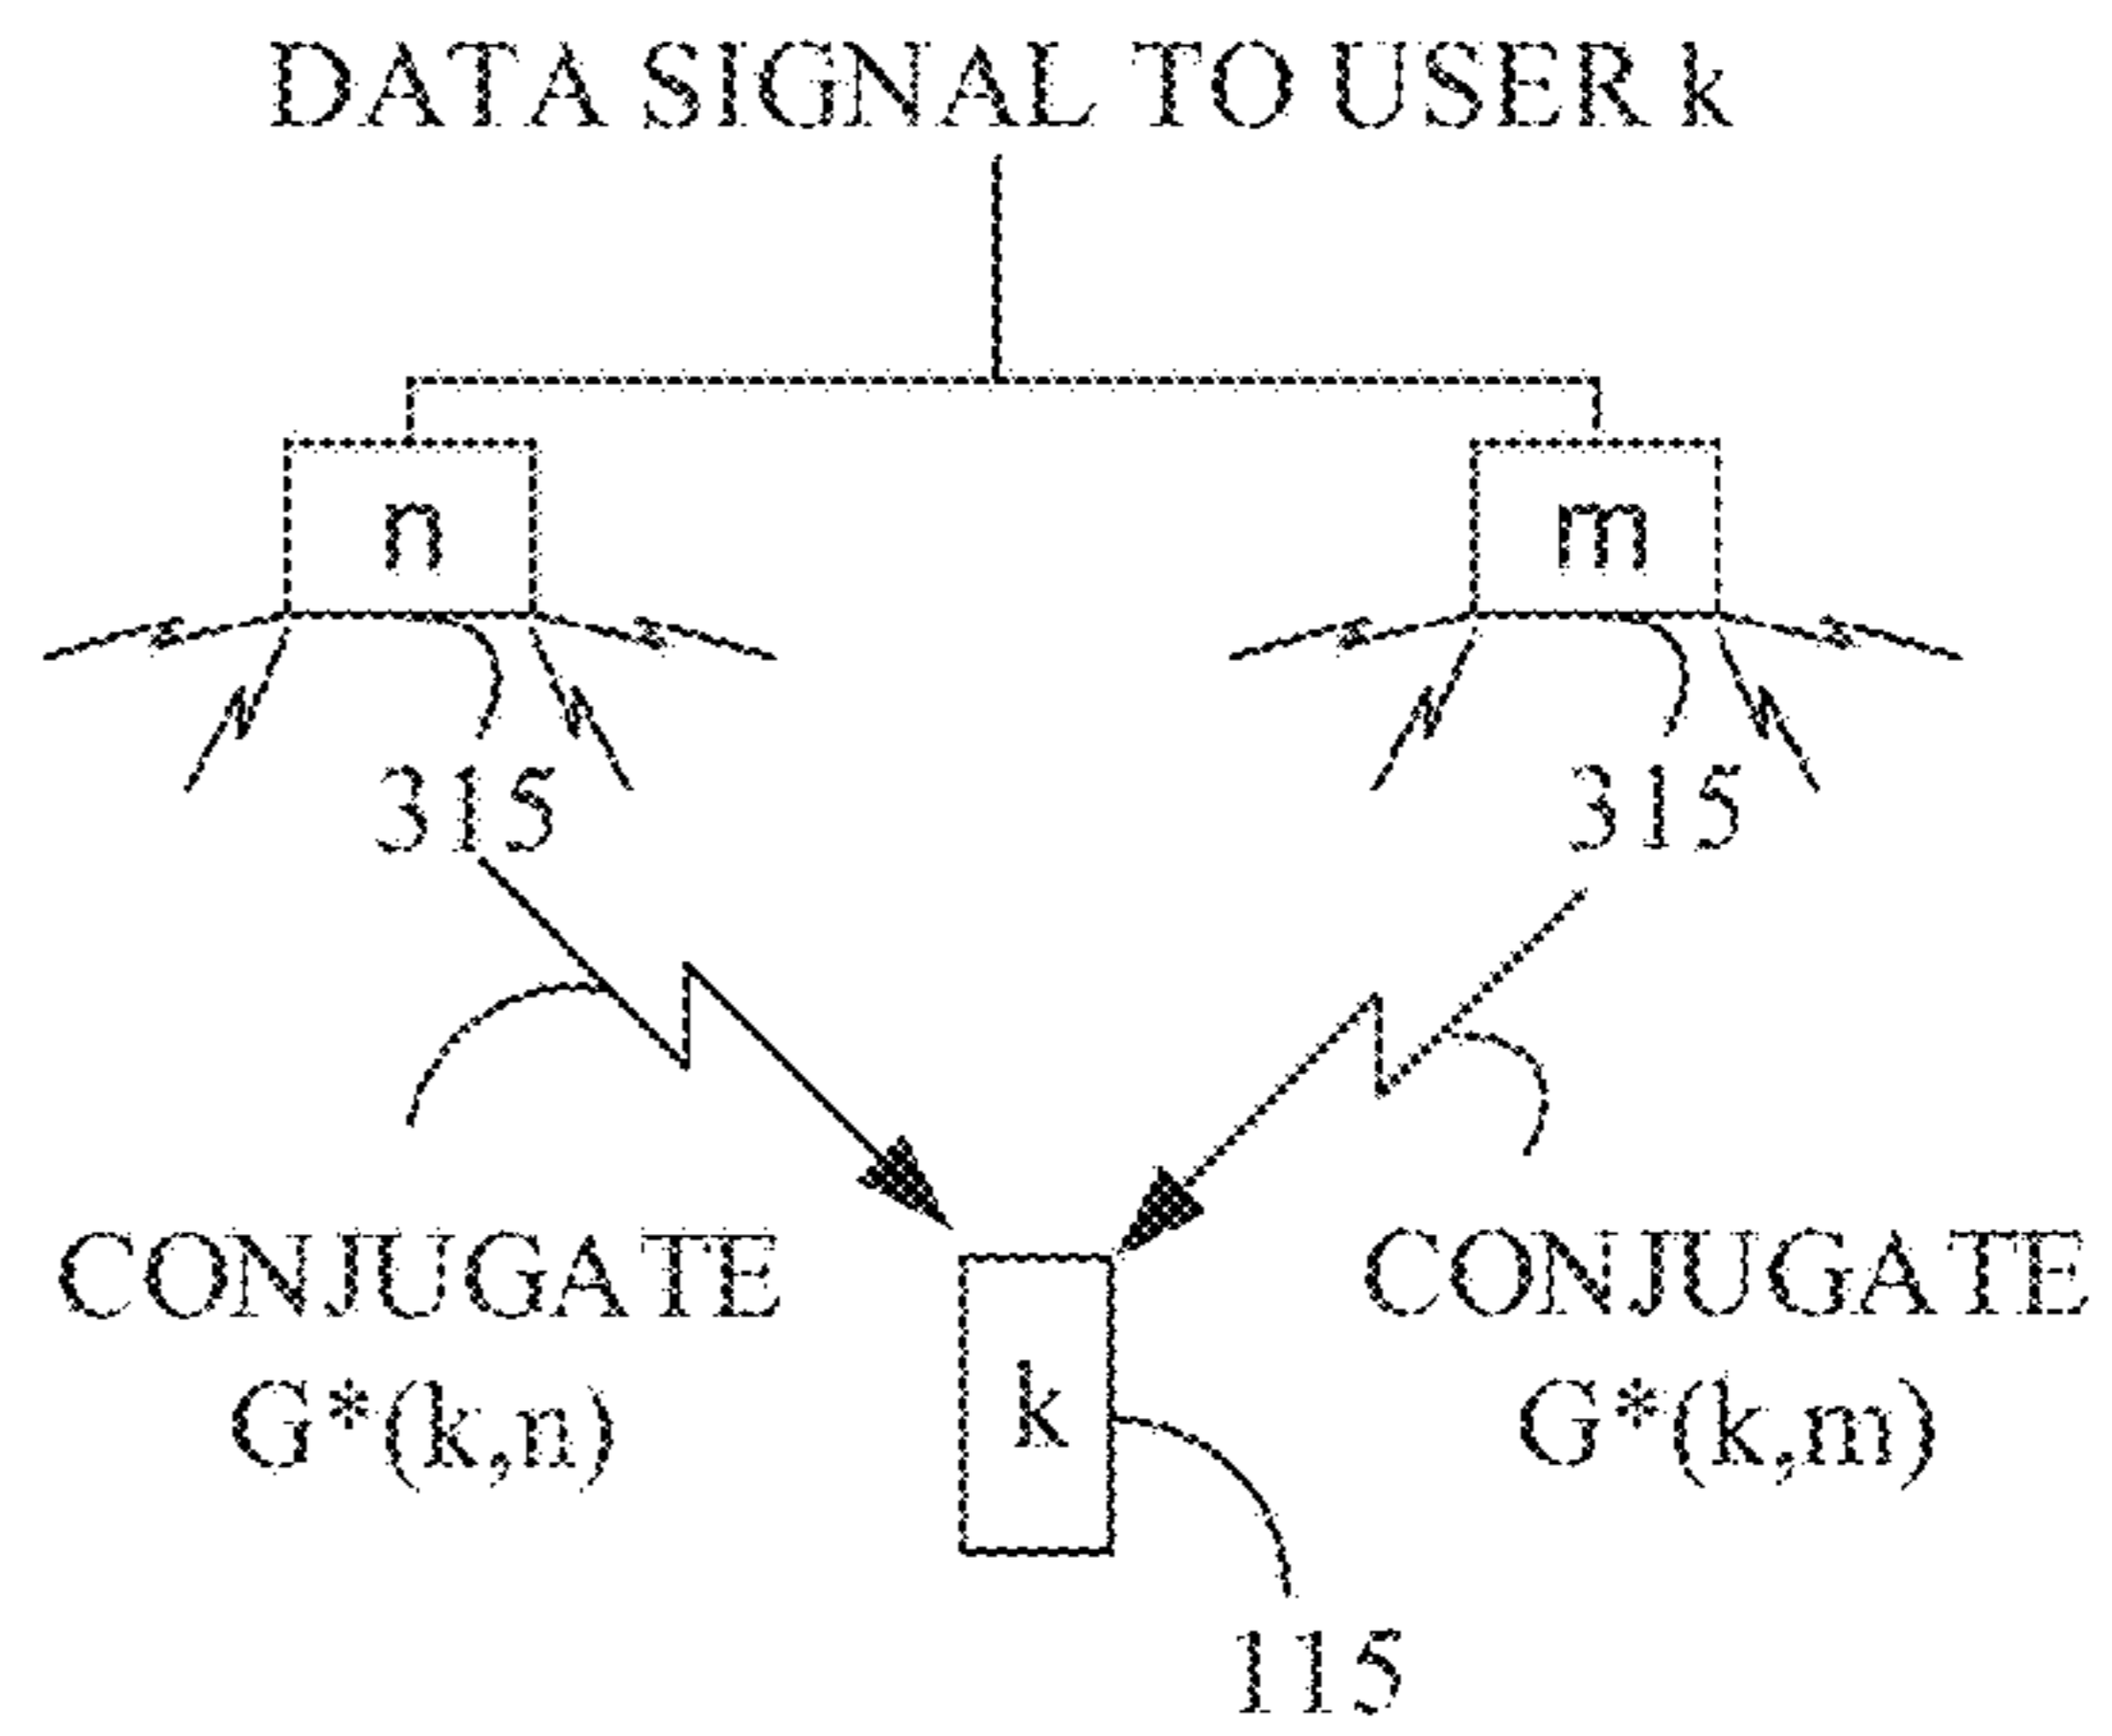 DATA SIGNAL TO USER k
n
m
315
315
CONJUGATE
G*(k,n)
CONJUGATE
G*(k,m)
k
115